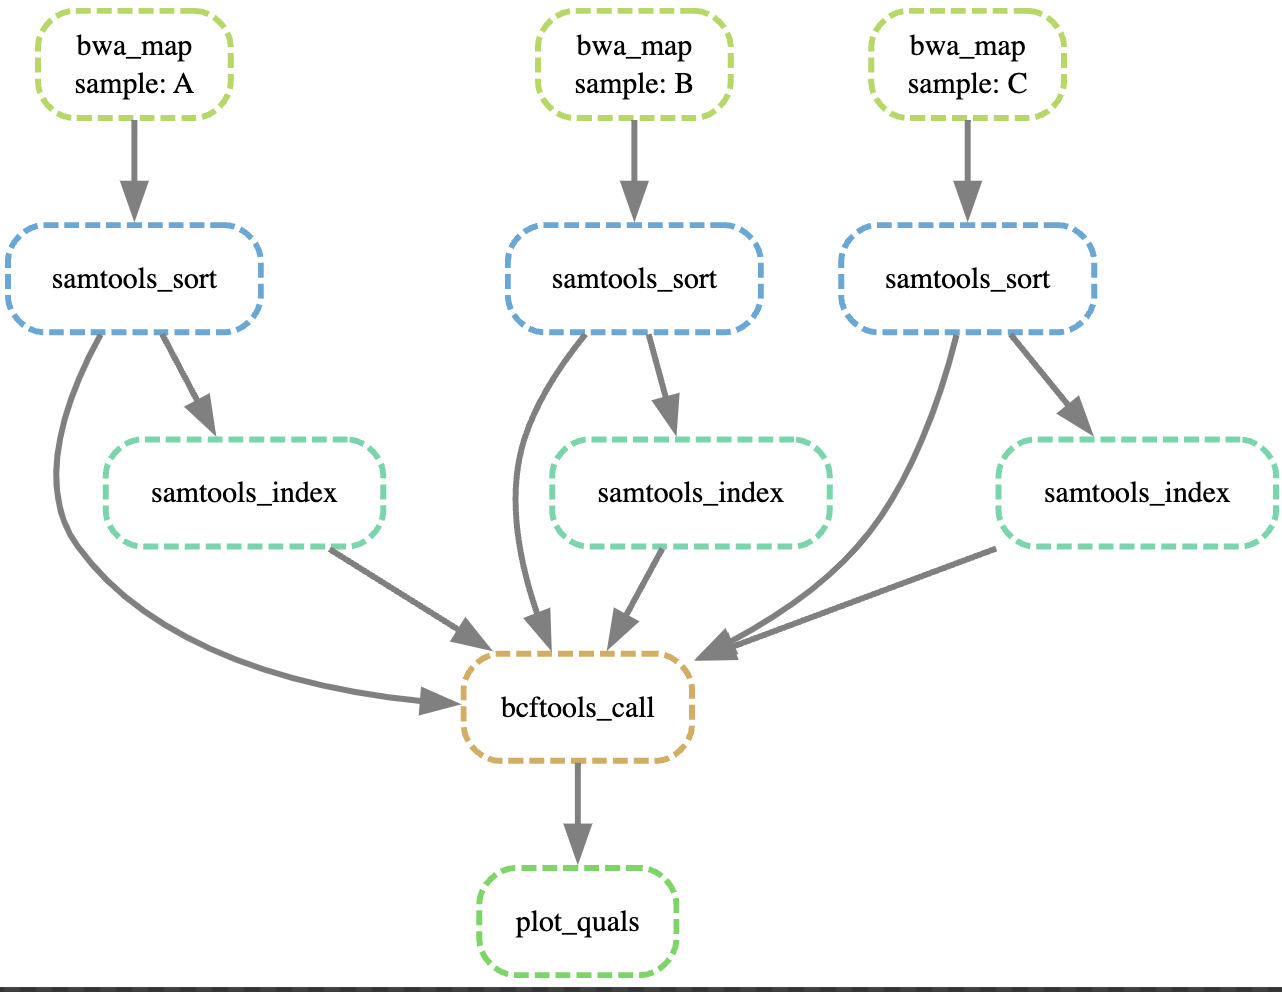 bwa_map
sample: A
bwa_map
sample: B
bwa_map
sample: C
samtools_sort
samtools_sort
samtools_sort
samtools_index
samtools_index
samtools_index
bcftools_call
plot_quals